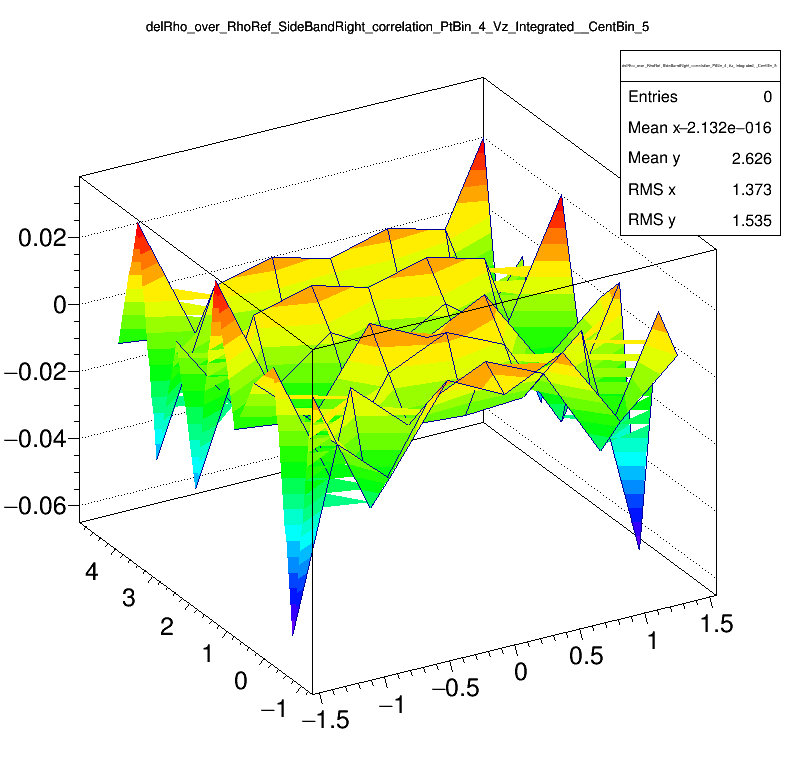 delRho_over_RhoRef_SideBandRight_correlation_PtBin_4_Vz_Integrated__CentBin_5
delRho_over_RhoRef_SideBandRight_correlation_PtBin_4_Vz_Integrated__CentBin_5
Entries 0
Mean x −2.132e−016
Mean y 2.626
RMS x 1.373
RMS y 1.535
0.02
0
−0.02
−0.04
−0.06
4
3
2
1
0
−1
−1.5
−1
−0.5
0
0.5
1
1.5